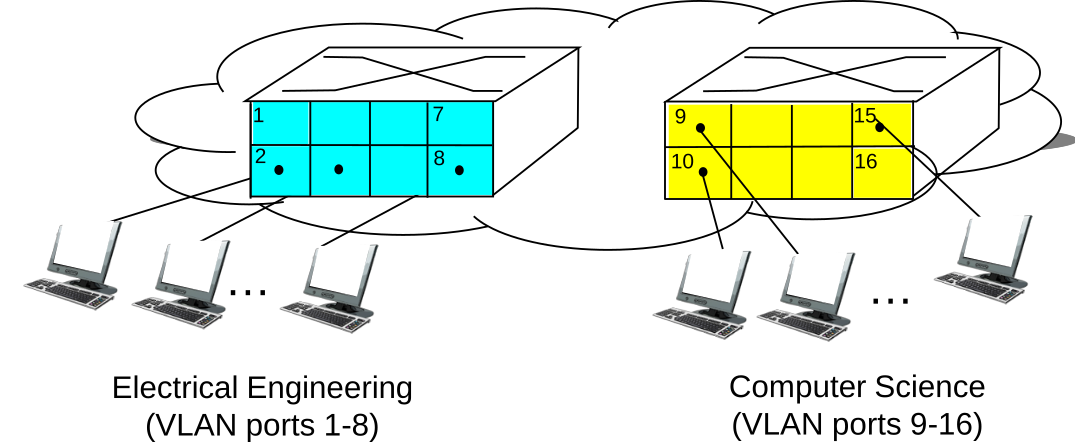 1
7
2
8
9
15
10
16
...
...
Electrical Engineering
(VLAN ports 1-8)
Computer Science
(VLAN ports 9-16)